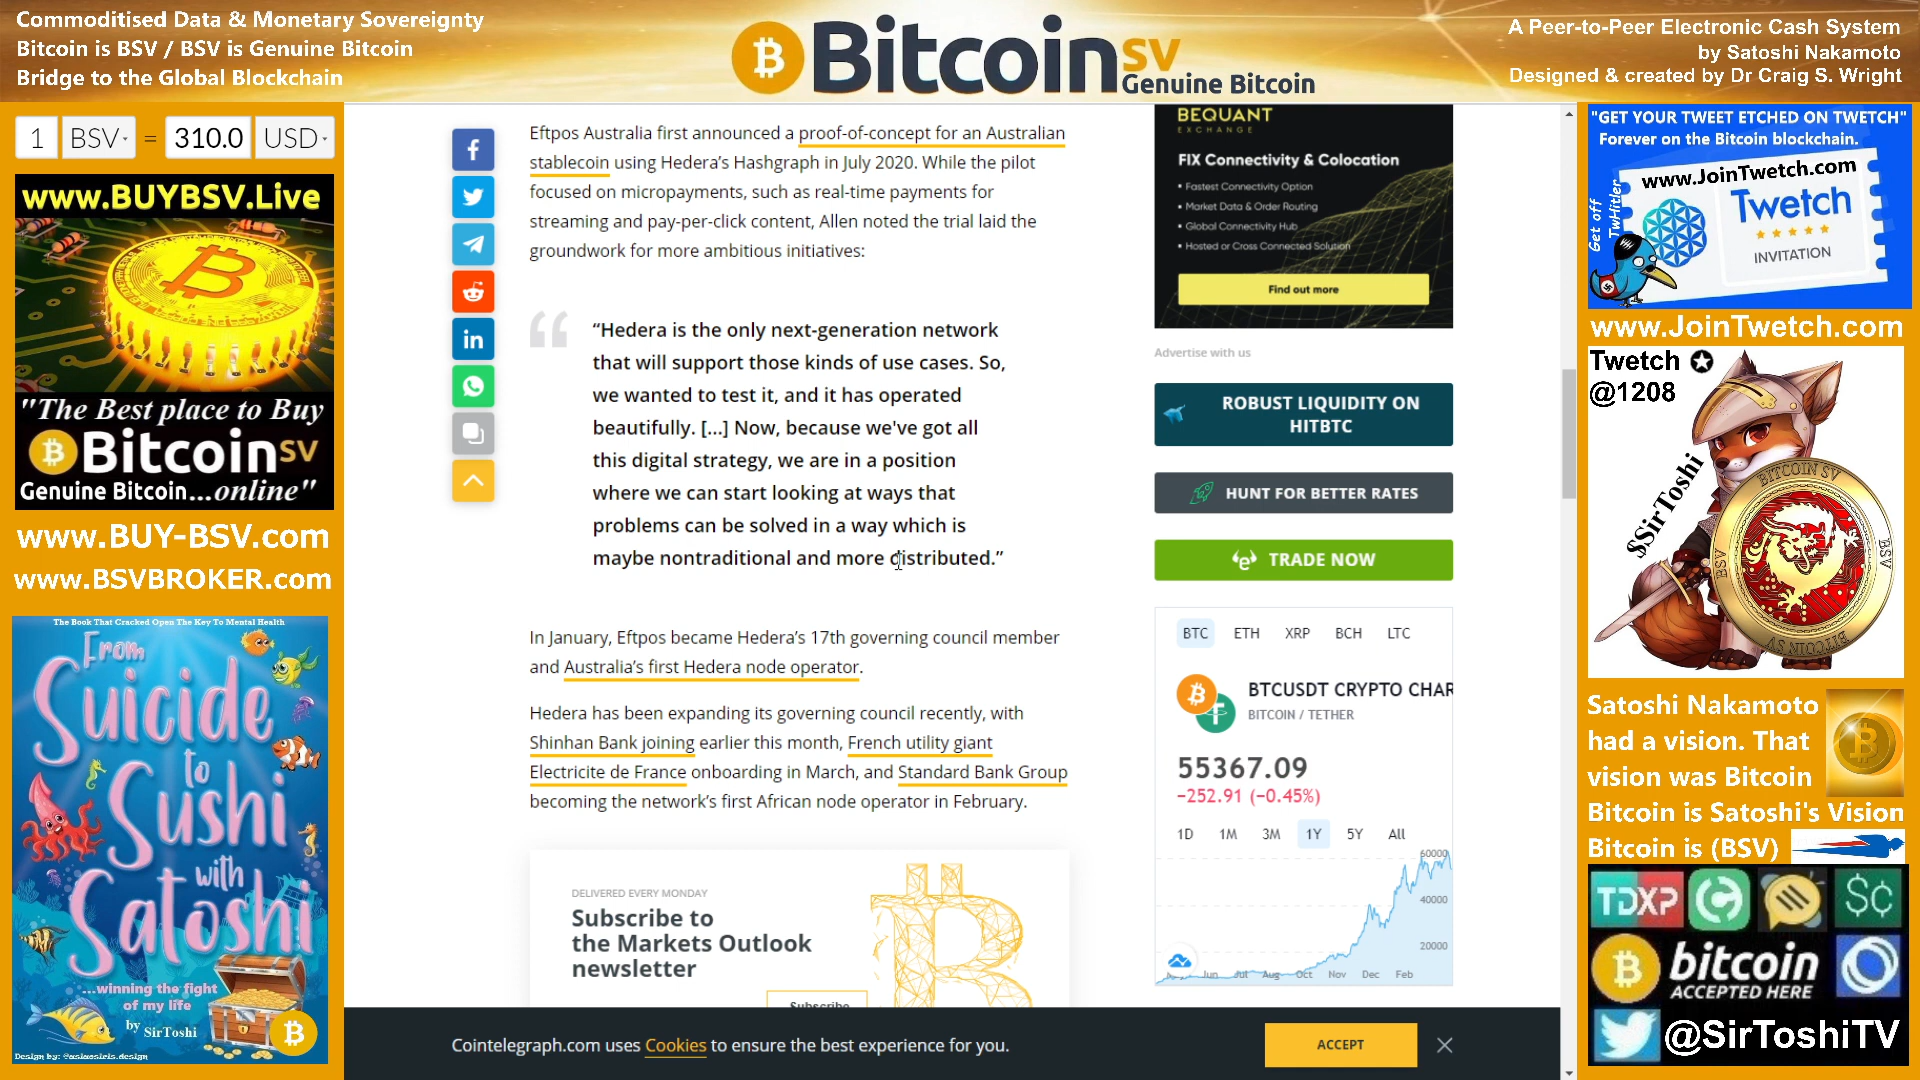 Commoditised Data & Monetary Sovereignty
Bitcoin is BSV / BSV is Genuine Bitcoin
Bridge to the Global Blockchain
Bitcoin SV
Genuine Bitcoin
A Peer-to-Peer Electronic Cash System
by Satoshi Nakamoto
Designed & created by Dr Craig S. Wright
1 BSV = 310.0 USD
www.BUYBSV.Live
"The Best place to Buy
Bitcoin SV
Genuine Bitcoin...online"
www.BUY-BSV.com
www.BSVBROKER.com
The Book That Cracked Open The Key To Mental Health
From
Suicide
to
Sushi
with
Satoshi
...winning the fight
of my life
by SirToshi
Eftpos Australia first announced a proof-of-concept for an Australian
stablecoin using Hedera's Hashgraph in July 2020. While the pilot
focused on micropayments, such as real-time payments for
streaming and pay-per-click content, Allen noted the trial laid the
groundwork for more ambitious initiatives:
“Hedera is the only next-generation network
that will support those kinds of use cases. So,
we wanted to test it, and it has operated
beautifully. [...] Now, because we've got all
this digital strategy, we are in a position
where we can start looking at ways that
problems can be solved in a way which is
maybe nontraditional and more distributed.”
In January, Eftpos became Hedera's 17th governing council member
and Australia's first Hedera node operator.
Hedera has been expanding its governing council recently, with
Shinhan Bank joining earlier this month, French utility giant
Electricite de France onboarding in March, and Standard Bank Group
becoming the network's first African node operator in February.
DELIVERED EVERY MONDAY
Subscribe to
the Markets Outlook
newsletter
Subscribe
BEQUANT
EXCHANGE
FIX Connectivity & Colocation
• Fastest Connectivity Option
• Market Data & Order Routing
• Global Connectivity Hub
• Hosted or Cross Connected Solution
Find out more
Advertise with us
ROBUST LIQUIDITY ON
HITBTC
HUNT FOR BETTER RATES
TRADE NOW
BTC ETH XRP BCH LTC
BTCUSDT CRYPTO CHAR
BITCOIN / TETHER
55367.09
−252.91 (−0.45%)
1D 1M 3M 1Y 5Y All
60000
40000
20000
Jun Jul Aug Oct Nov Dec Feb
Cointelegraph.com uses Cookies to ensure the best experience for you.
ACCEPT
"GET YOUR TWEET ETCHED ON TWETCH"
Forever on the Bitcoin blockchain.
www.JoinTwetch.com
Get off
TwHitler
Twetch
INVITATION
www.JoinTwetch.com
Twetch
@1208
$SirToshi
BITCOIN SV
BSV
BSV
BITCOIN SV
Satoshi Nakamoto
had a vision. That
vision was Bitcoin
Bitcoin is Satoshi's Vision
Bitcoin is (BSV)
TDXP
$C
bitcoin
ACCEPTED HERE
@SirToshiTV